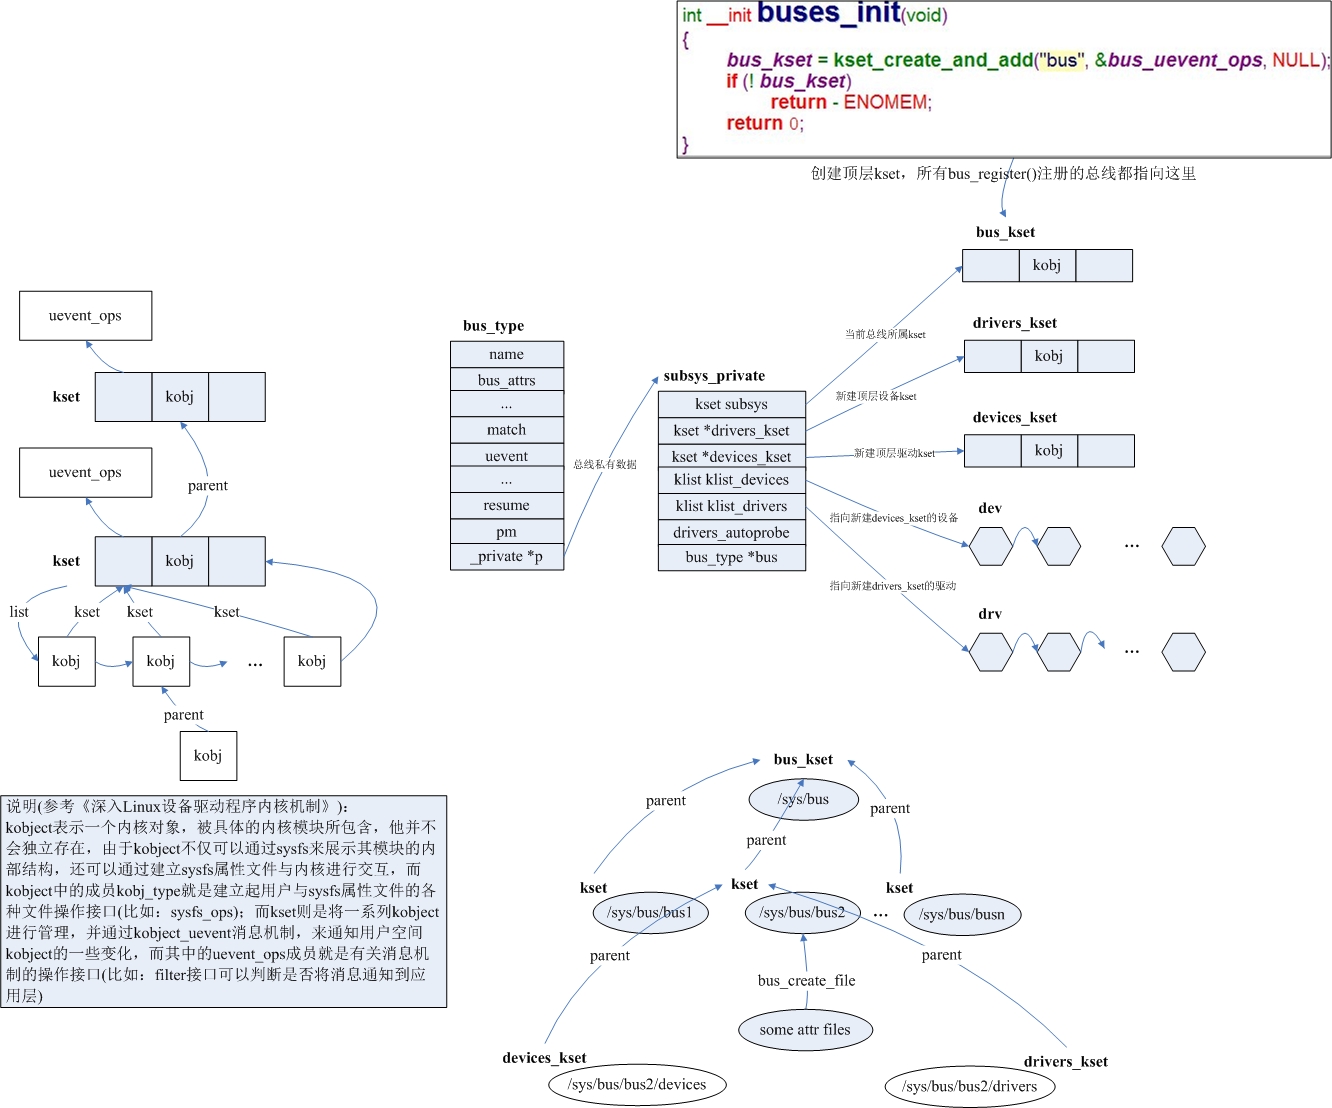 int __init buses_init(void)
{
bus_kset = kset_create_and_add("bus", &bus_uevent_ops, NULL);
if (! bus_kset)
return - ENOMEM;
return 0;
}
创建顶层kset，所有bus_register()注册的总线都指向这里
bus_kset
kobj
drivers_kset
kobj
devices_kset
kobj
dev
...
drv
...
当前总线所属kset
新建顶层设备kset
新建顶层驱动kset
指向新建devices_kset的设备
指向新建drivers_kset的驱动
bus_type
name
bus_attrs
...
match
uevent
...
resume
pm
_private *p
总线私有数据
subsys_private
kset subsys
kset *drivers_kset
kset *devices_kset
klist klist_devices
klist klist_drivers
drivers_autoprobe
bus_type *bus
uevent_ops
kset
kobj
uevent_ops
parent
kset
kobj
list
kset
kset
kset
kobj
kobj
...
kobj
parent
kobj
说明(参考《深入Linux设备驱动程序内核机制》)：
kobject表示一个内核对象，被具体的内核模块所包含，他并不
会独立存在，由于kobject不仅可以通过sysfs来展示其模块的内
部结构，还可以通过建立sysfs属性文件与内核进行交互，而
kobject中的成员kobj_type就是建立起用户与sysfs属性文件的各
种文件操作接口(比如：sysfs_ops)；而kset则是将一系列kobject
进行管理，并通过kobject_uevent消息机制，来通知用户空间
kobject的一些变化，而其中的uevent_ops成员就是有关消息机
制的操作接口(比如：filter接口可以判断是否将消息通知到应
用层)
bus_kset
/sys/bus
parent
parent
parent
kset
/sys/bus/bus1
kset
/sys/bus/bus2
...
kset
/sys/bus/busn
parent
parent
bus_create_file
some attr files
devices_kset
/sys/bus/bus2/devices
drivers_kset
/sys/bus/bus2/drivers